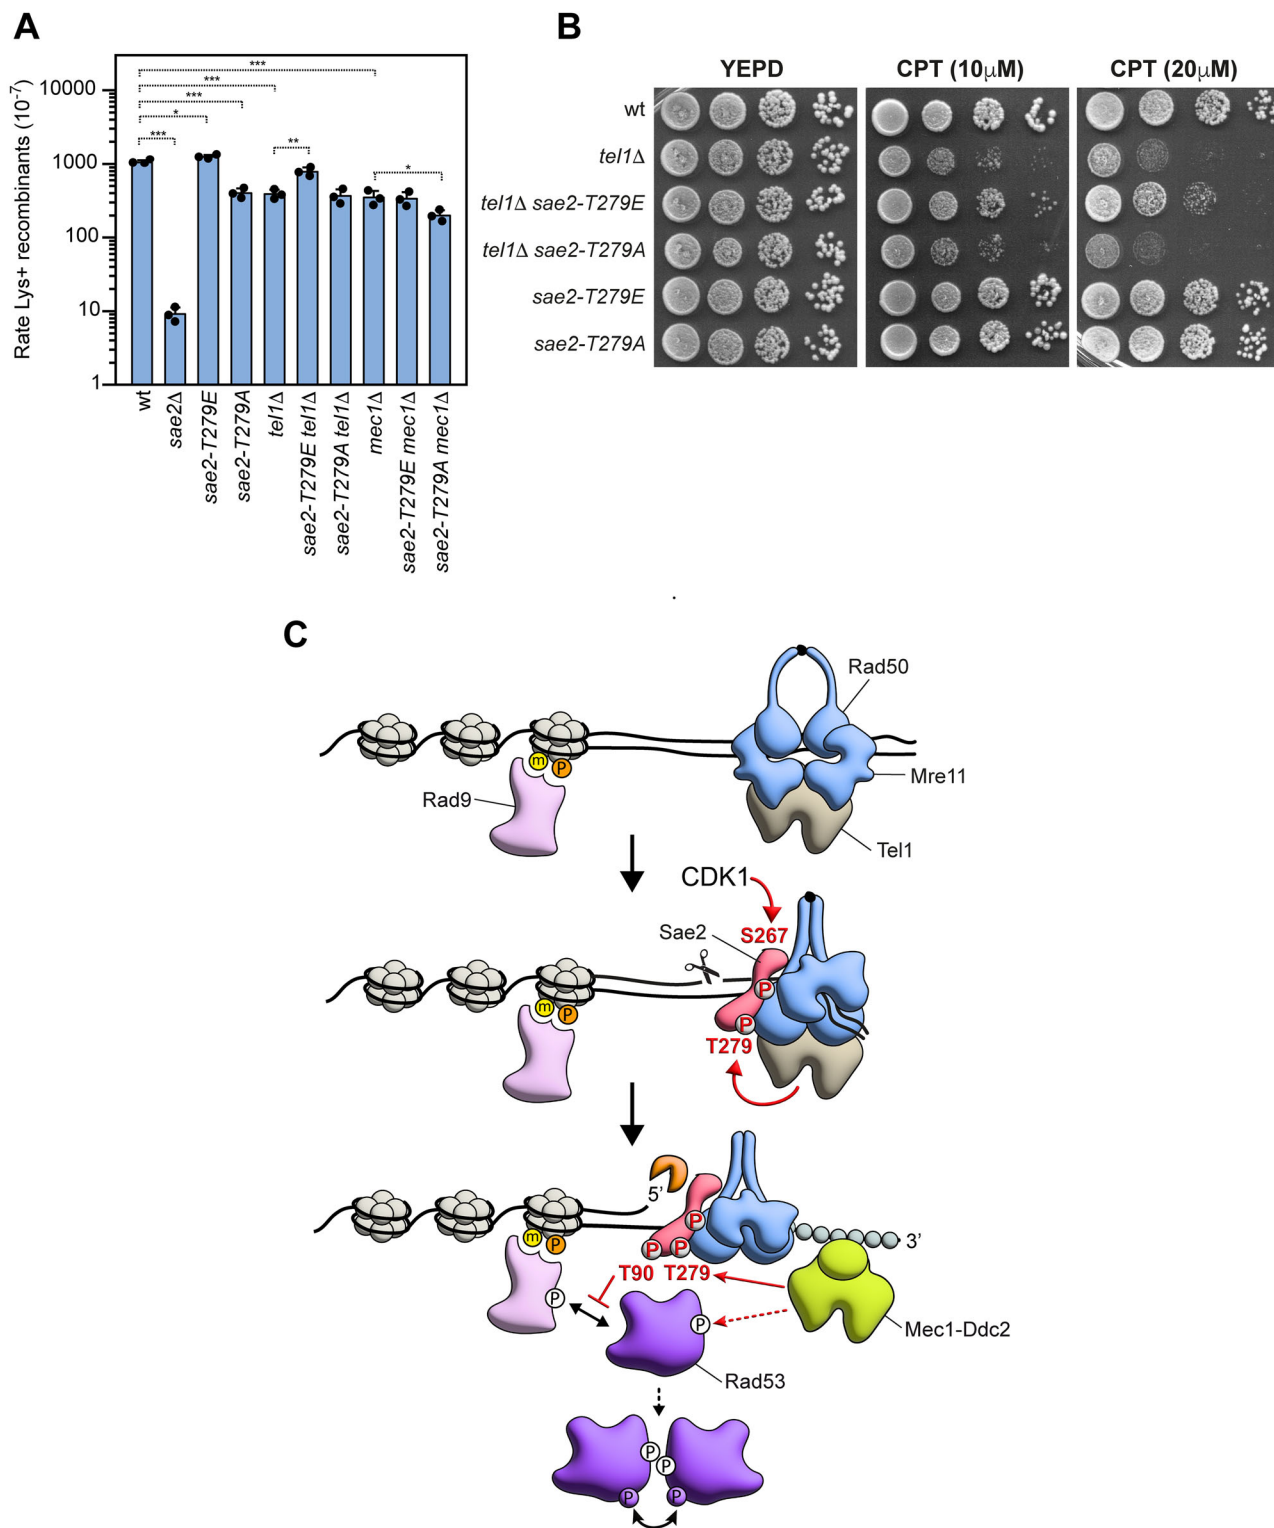 A
Rate Lys+ recombinants (10-7)
10000
1000
100
10
1
***
***
***
*
***
**
*
wt
sae2Δ
sae2-T279E
sae2-T279A
tel1Δ
sae2-T279E tel1Δ
sae2-T279A tel1Δ
mec1Δ
sae2-T279E mec1Δ
sae2-T279A mec1Δ
B
YEPD
CPT (10μM)
CPT (20μM)
wt
tel1Δ
tel1Δ sae2-T279E
tel1Δ sae2-T279A
sae2-T279E
sae2-T279A
C
Rad50
m
P
Mre11
Rad9
Tel1
CDK1
Sae2
S267
P
m
P
P
T279
5'
P
m
P
P
P
3'
T90
T279
P
P
Mec1-Ddc2
Rad53
P
P
P
P